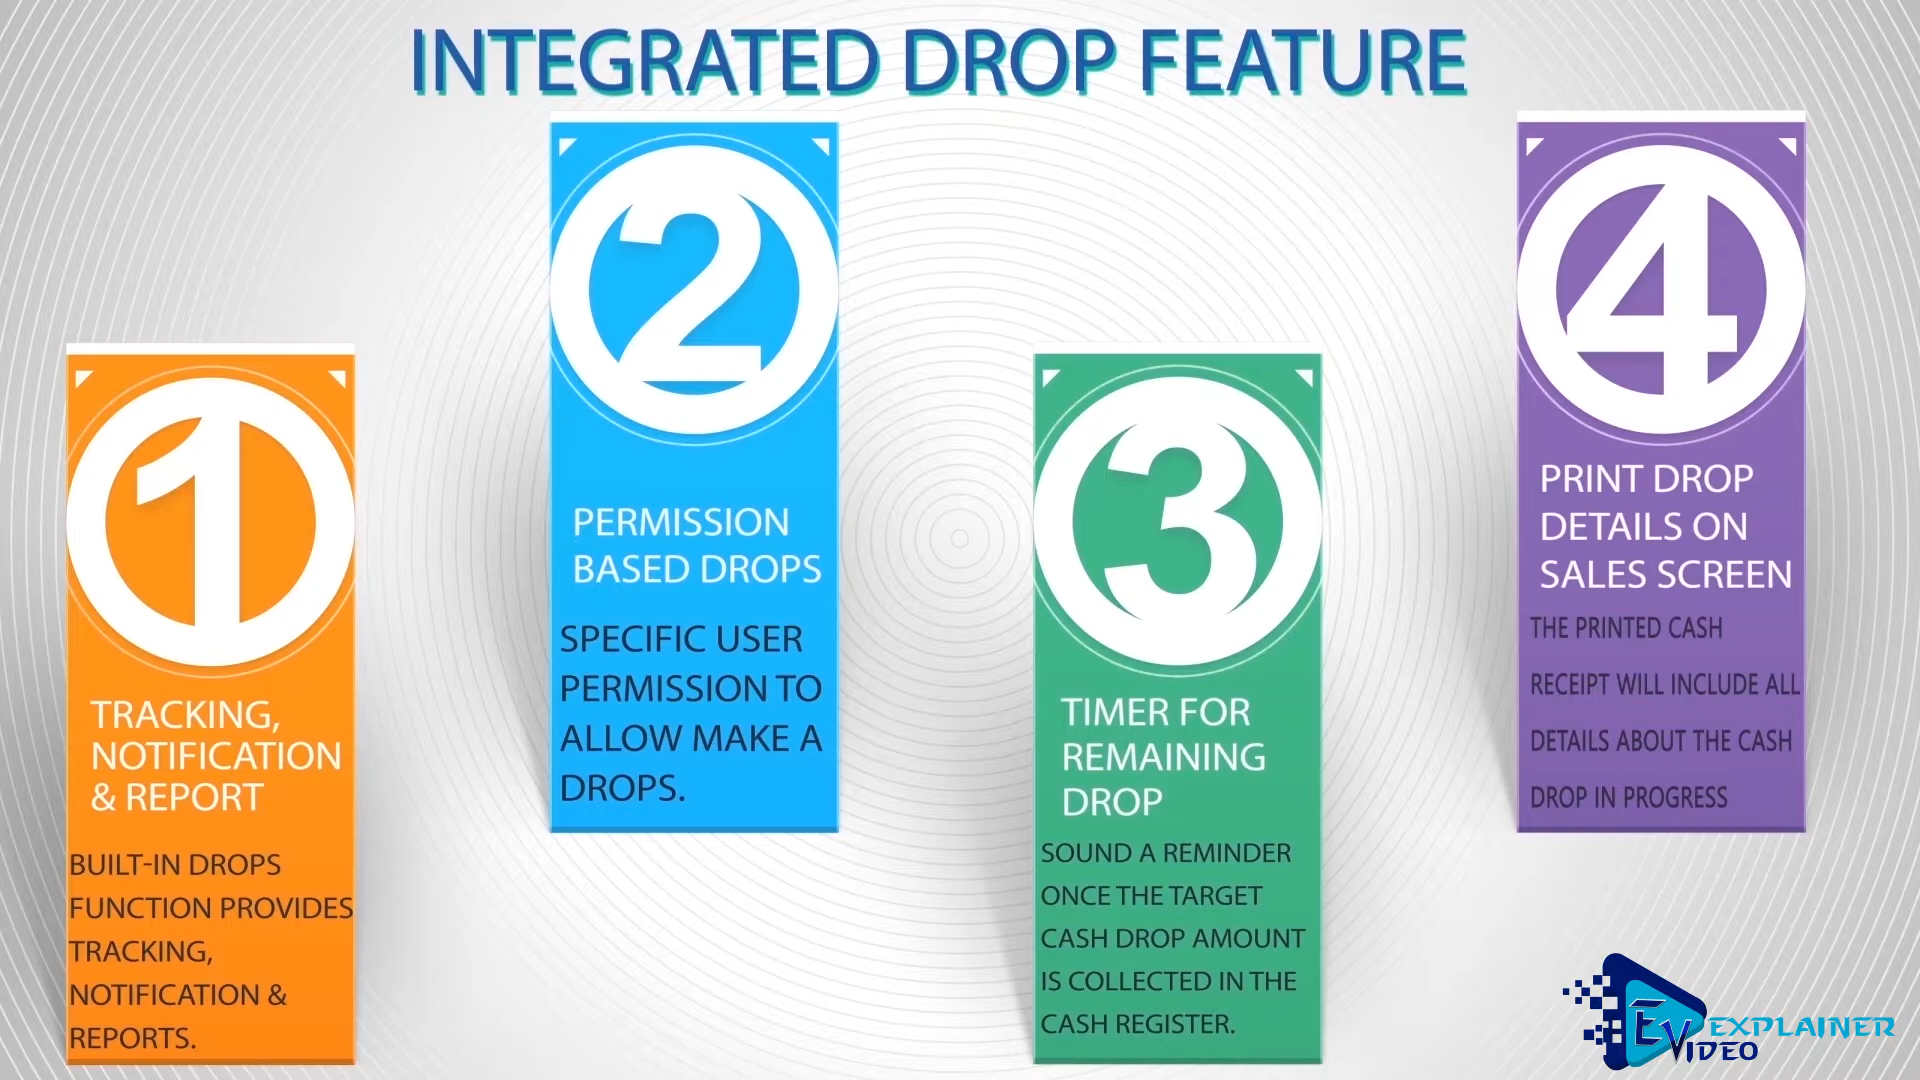 INTEGRATED DROP FEATURE
1
TRACKING,
NOTIFICATION
& REPORT
BUILT-IN DROPS
FUNCTION PROVIDES
TRACKING,
NOTIFICATION &
REPORTS.
2
PERMISSION
BASED DROPS
SPECIFIC USER
PERMISSION TO
ALLOW MAKE A
DROPS.
3
TIMER FOR
REMAINING
DROP
SOUND A REMINDER
ONCE THE TARGET
CASH DROP AMOUNT
IS COLLECTED IN THE
CASH REGISTER.
4
PRINT DROP
DETAILS ON
SALES SCREEN
THE PRINTED CASH
RECEIPT WILL INCLUDE ALL
DETAILS ABOUT THE CASH
DROP IN PROGRESS
EV EXPLAINER
VIDEO